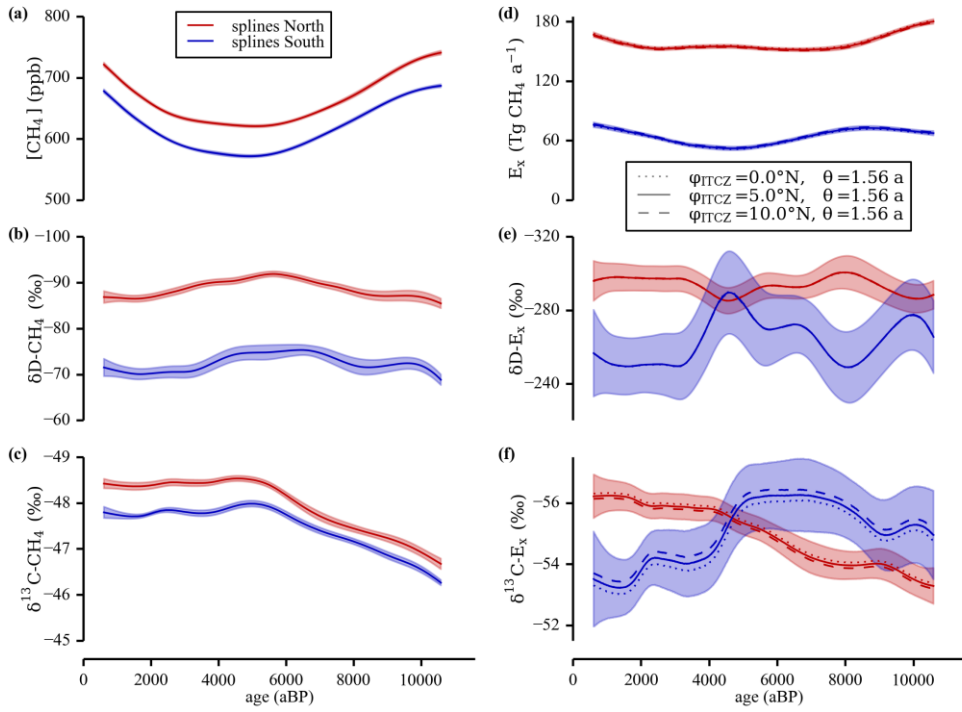 (a)
800
700
600
500
[CH₄] (ppb)
splines North
splines South
(b)
−100
−90
−80
−70
−60
δD-CH₄ (‰)
(c)
−49
−48
−47
−46
−45
δ¹³C-CH₄ (‰)
0 2000 4000 6000 8000 10000
age (aBP)
(d)
180
120
60
0
Eₓ (Tg CH₄ a⁻¹)
φITCZ=0.0°N, θ=1.56 a
φITCZ=5.0°N, θ=1.56 a
φITCZ=10.0°N, θ=1.56 a
(e)
−320
−280
−240
δD-Eₓ (‰)
(f)
−56
−54
−52
δ¹³C-Eₓ (‰)
0 2000 4000 6000 8000 10000
age (aBP)